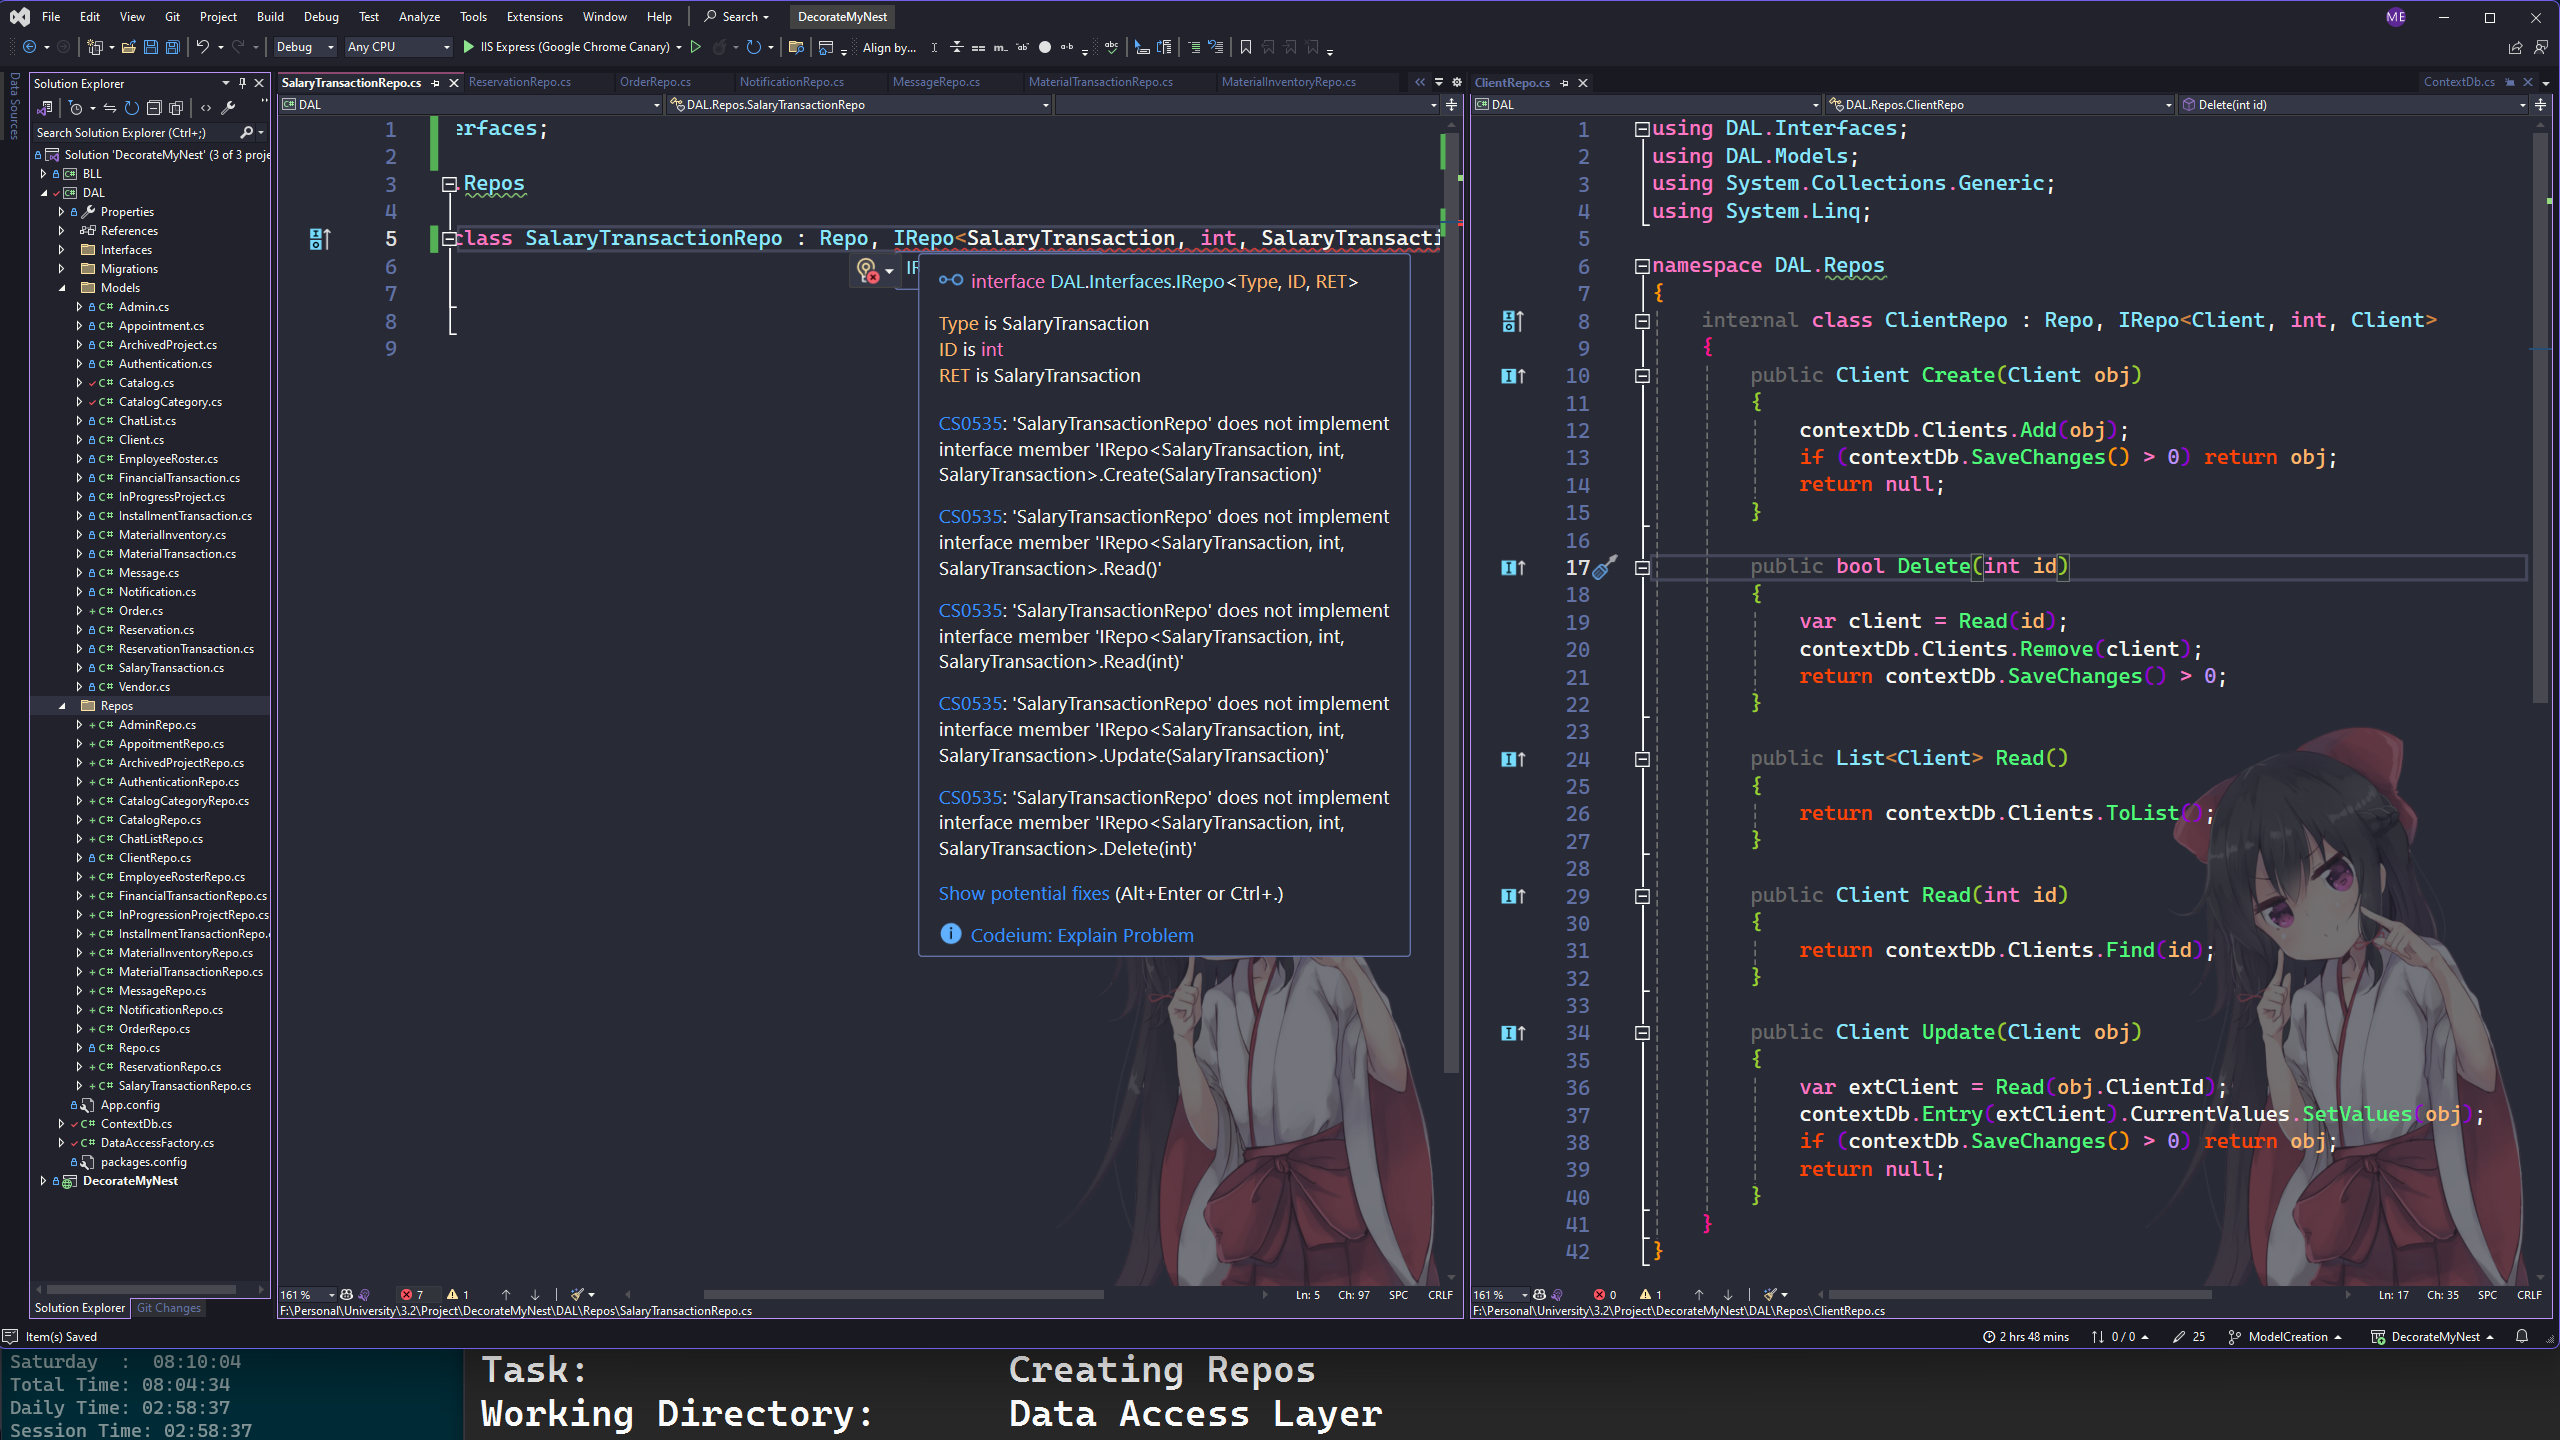 File Edit View Git Project Build Debug Test Analyze Tools Extensions Window Help Search DecorateMyNest ME
Debug Any CPU IIS Express (Google Chrome Canary) Align by...
Data Sources
Solution Explorer
Search Solution Explorer (Ctrl+;)
Solution 'DecorateMyNest' (3 of 3 proje
BLL
DAL
Properties
References
Interfaces
Migrations
Models
Admin.cs
Appointment.cs
ArchivedProject.cs
Authentication.cs
Catalog.cs
CatalogCategory.cs
ChatList.cs
Client.cs
EmployeeRoster.cs
FinancialTransaction.cs
InProgressProject.cs
InstallmentTransaction.cs
MaterialInventory.cs
MaterialTransaction.cs
Message.cs
Notification.cs
Order.cs
Reservation.cs
ReservationTransaction.cs
SalaryTransaction.cs
Vendor.cs
Repos
AdminRepo.cs
AppoitmentRepo.cs
ArchivedProjectRepo.cs
AuthenticationRepo.cs
CatalogCategoryRepo.cs
CatalogRepo.cs
ChatListRepo.cs
ClientRepo.cs
EmployeeRosterRepo.cs
FinancialTransactionRepo.cs
InProgressionProjectRepo.cs
InstallmentTransactionRepo.
MaterialInventoryRepo.cs
MaterialTransactionRepo.cs
MessageRepo.cs
NotificationRepo.cs
OrderRepo.cs
Repo.cs
ReservationRepo.cs
SalaryTransactionRepo.cs
App.config
ContextDb.cs
DataAccessFactory.cs
packages.config
DecorateMyNest
Solution Explorer Git Changes
SalaryTransactionRepo.cs ReservationRepo.cs OrderRepo.cs NotificationRepo.cs MessageRepo.cs MaterialTransactionRepo.cs MaterialInventoryRepo.cs
DAL DAL.Repos.SalaryTransactionRepo
1 erfaces;
2
3 .Repos
4
5 class SalaryTransactionRepo : Repo, IRepo<SalaryTransaction, int, SalaryTransacti
6
7
8
9
interface DAL.Interfaces.IRepo<Type, ID, RET>
Type is SalaryTransaction
ID is int
RET is SalaryTransaction
CS0535: 'SalaryTransactionRepo' does not implement
interface member 'IRepo<SalaryTransaction, int,
SalaryTransaction>.Create(SalaryTransaction)'
CS0535: 'SalaryTransactionRepo' does not implement
interface member 'IRepo<SalaryTransaction, int,
SalaryTransaction>.Read()'
CS0535: 'SalaryTransactionRepo' does not implement
interface member 'IRepo<SalaryTransaction, int,
SalaryTransaction>.Read(int)'
CS0535: 'SalaryTransactionRepo' does not implement
interface member 'IRepo<SalaryTransaction, int,
SalaryTransaction>.Update(SalaryTransaction)'
CS0535: 'SalaryTransactionRepo' does not implement
interface member 'IRepo<SalaryTransaction, int,
SalaryTransaction>.Delete(int)'
Show potential fixes (Alt+Enter or Ctrl+.)
Codeium: Explain Problem
161 % 7 1 Ln: 5 Ch: 97 SPC CRLF
F:\Personal\University\3.2\Project\DecorateMyNest\DAL\Repos\SalaryTransactionRepo.cs
ClientRepo.cs ContextDb.cs
DAL DAL.Repos.ClientRepo Delete(int id)
1 using DAL.Interfaces;
2 using DAL.Models;
3 using System.Collections.Generic;
4 using System.Linq;
5
6 namespace DAL.Repos
7 {
8 internal class ClientRepo : Repo, IRepo<Client, int, Client>
9 {
10 public Client Create(Client obj)
11 {
12 contextDb.Clients.Add(obj);
13 if (contextDb.SaveChanges() > 0) return obj;
14 return null;
15 }
16
17 public bool Delete(int id)
18 {
19 var client = Read(id);
20 contextDb.Clients.Remove(client);
21 return contextDb.SaveChanges() > 0;
22 }
23
24 public List<Client> Read()
25 {
26 return contextDb.Clients.ToList();
27 }
28
29 public Client Read(int id)
30 {
31 return contextDb.Clients.Find(id);
32 }
33
34 public Client Update(Client obj)
35 {
36 var extClient = Read(obj.ClientId);
37 contextDb.Entry(extClient).CurrentValues.SetValues(obj);
38 if (contextDb.SaveChanges() > 0) return obj;
39 return null;
40 }
41 }
42 }
161 % 0 1 Ln: 17 Ch: 35 SPC CRLF
F:\Personal\University\3.2\Project\DecorateMyNest\DAL\Repos\ClientRepo.cs
Item(s) Saved 2 hrs 48 mins 0 / 0 25 ModelCreation DecorateMyNest
Saturday : 08:10:04
Total Time: 08:04:34
Daily Time: 02:58:37
Session Time: 02:58:37
Task: Creating Repos
Working Directory: Data Access Layer